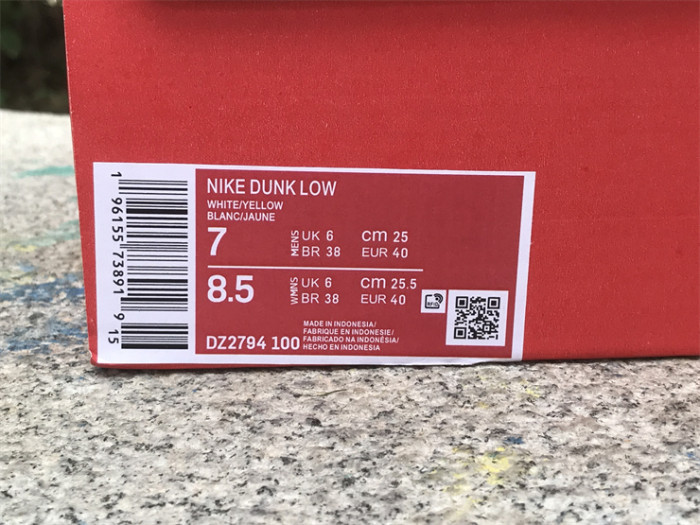 NIKE DUNK LOW
WHITE/YELLOW
BLANC/JAUNE
7 MENS UK 6 cm 25
BR 38 EUR 40
8.5 WMNS UK 6 cm 25.5
BR 38 EUR 40
RFID
DZ2794 100
MADE IN INDONESIA/
FABRIQUE EN INDONESIE/
FABRICADO NA INDONÉSIA/
HECHO EN INDONESIA
1 96155 73891 9 15